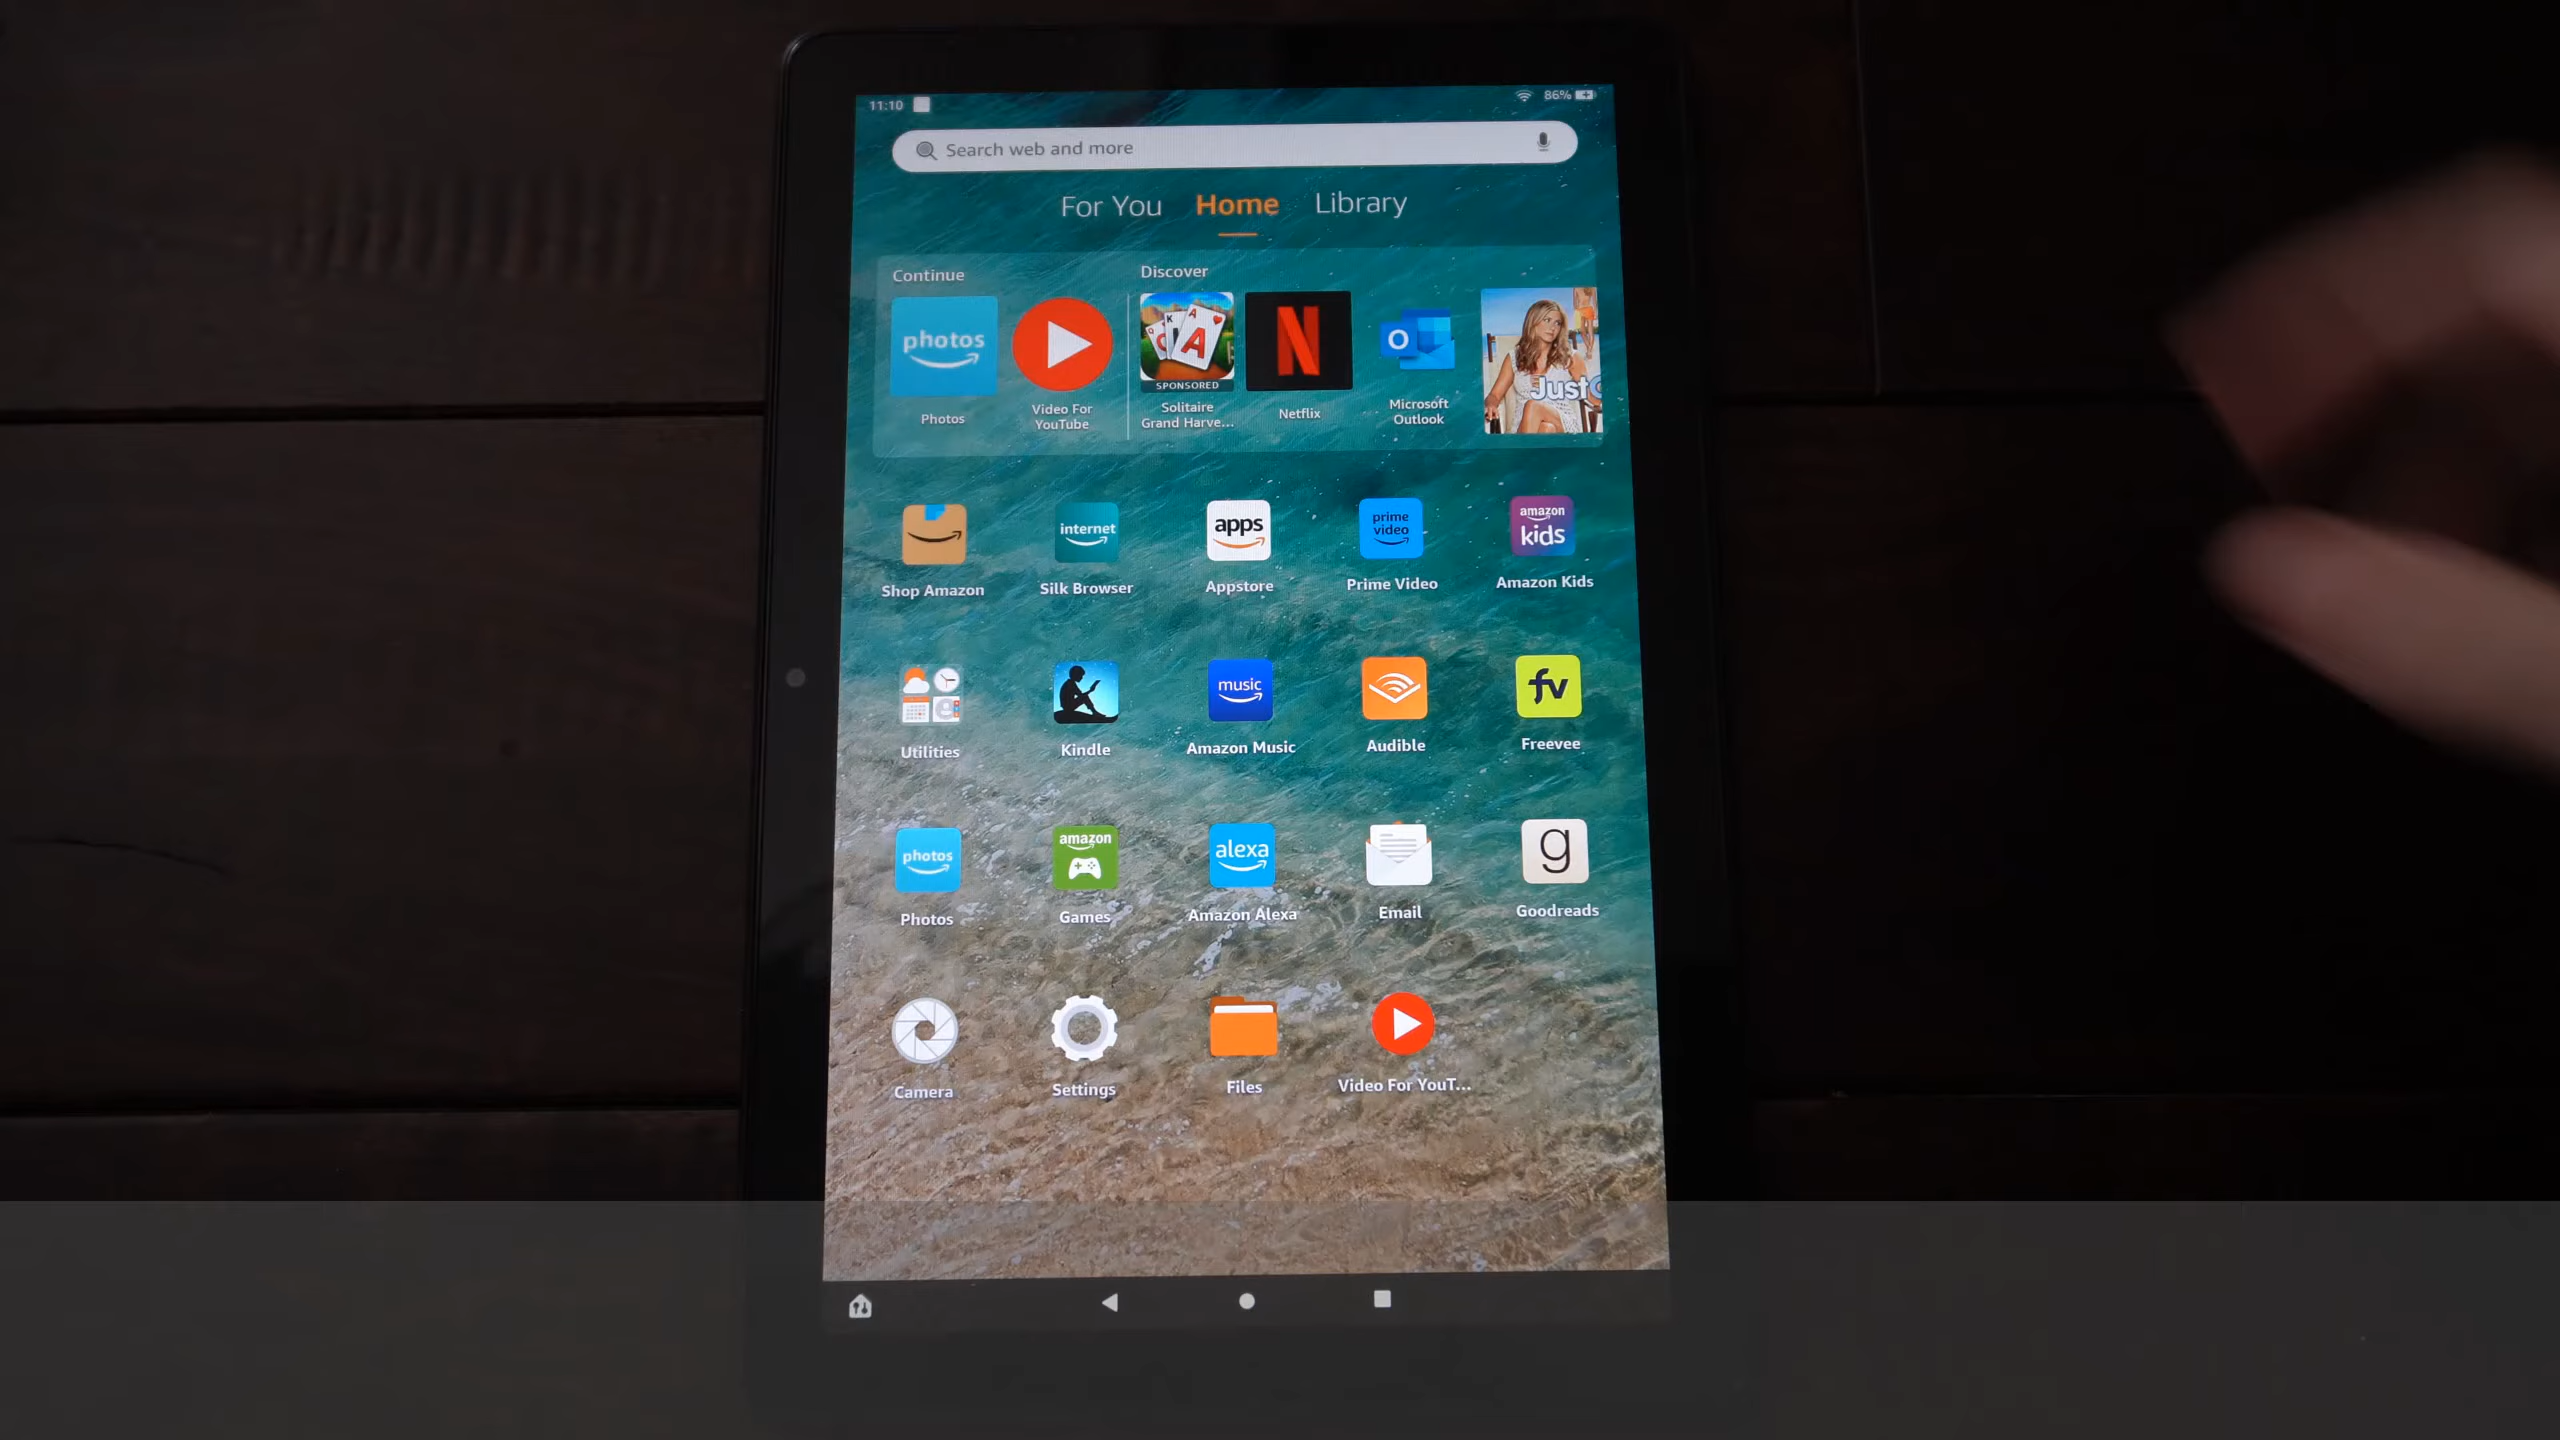 11:10
86%
Search web and more
For You Home Library
Continue
Discover
photos
SPONSORED
N
O
Just
Photos
Video For
YouTube
Solitaire
Grand Harve...
Netflix
Microsoft
Outlook
internet
apps
prime
video
amazon
kids
Shop Amazon
Silk Browser
Appstore
Prime Video
Amazon Kids
music
fv
Utilities
Kindle
Amazon Music
Audible
Freevee
photos
amazon
alexa
g
Photos
Games
Amazon Alexa
Email
Goodreads
Camera
Settings
Files
Video For YouT...